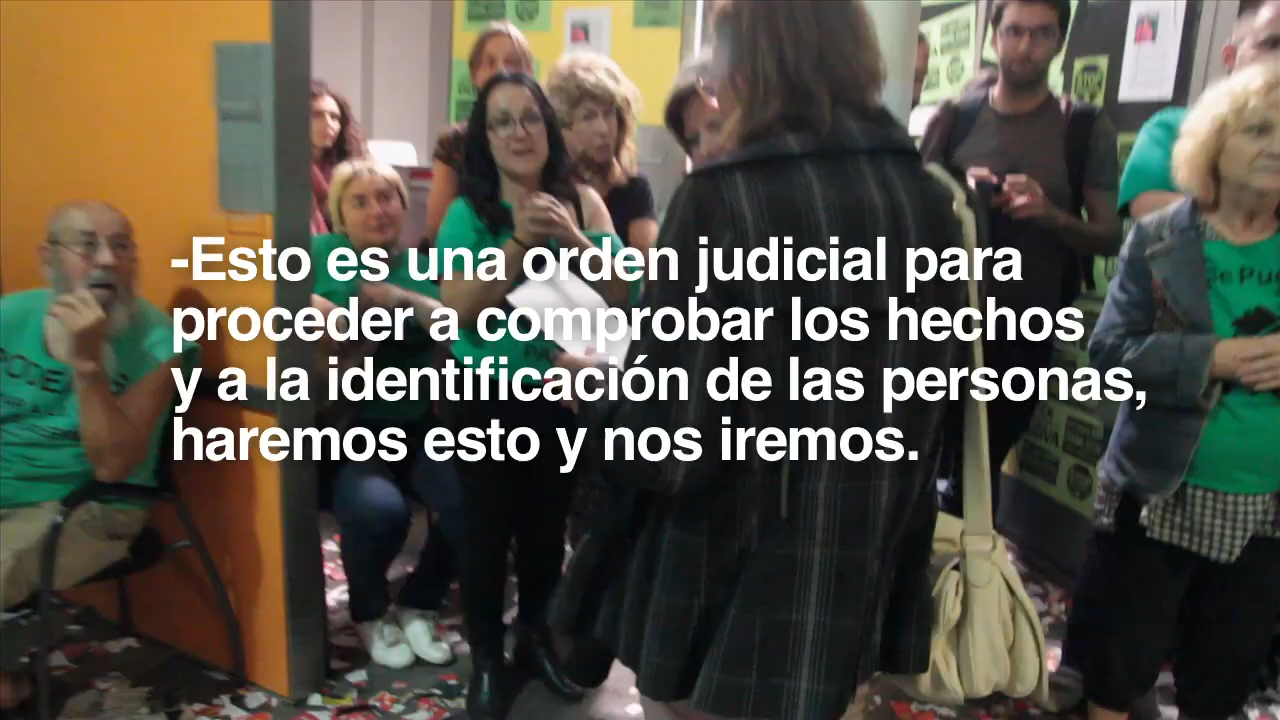 -Esto es una orden judicial para
proceder a comprobar los hechos
y a la identificación de las personas,
haremos esto y nos iremos.